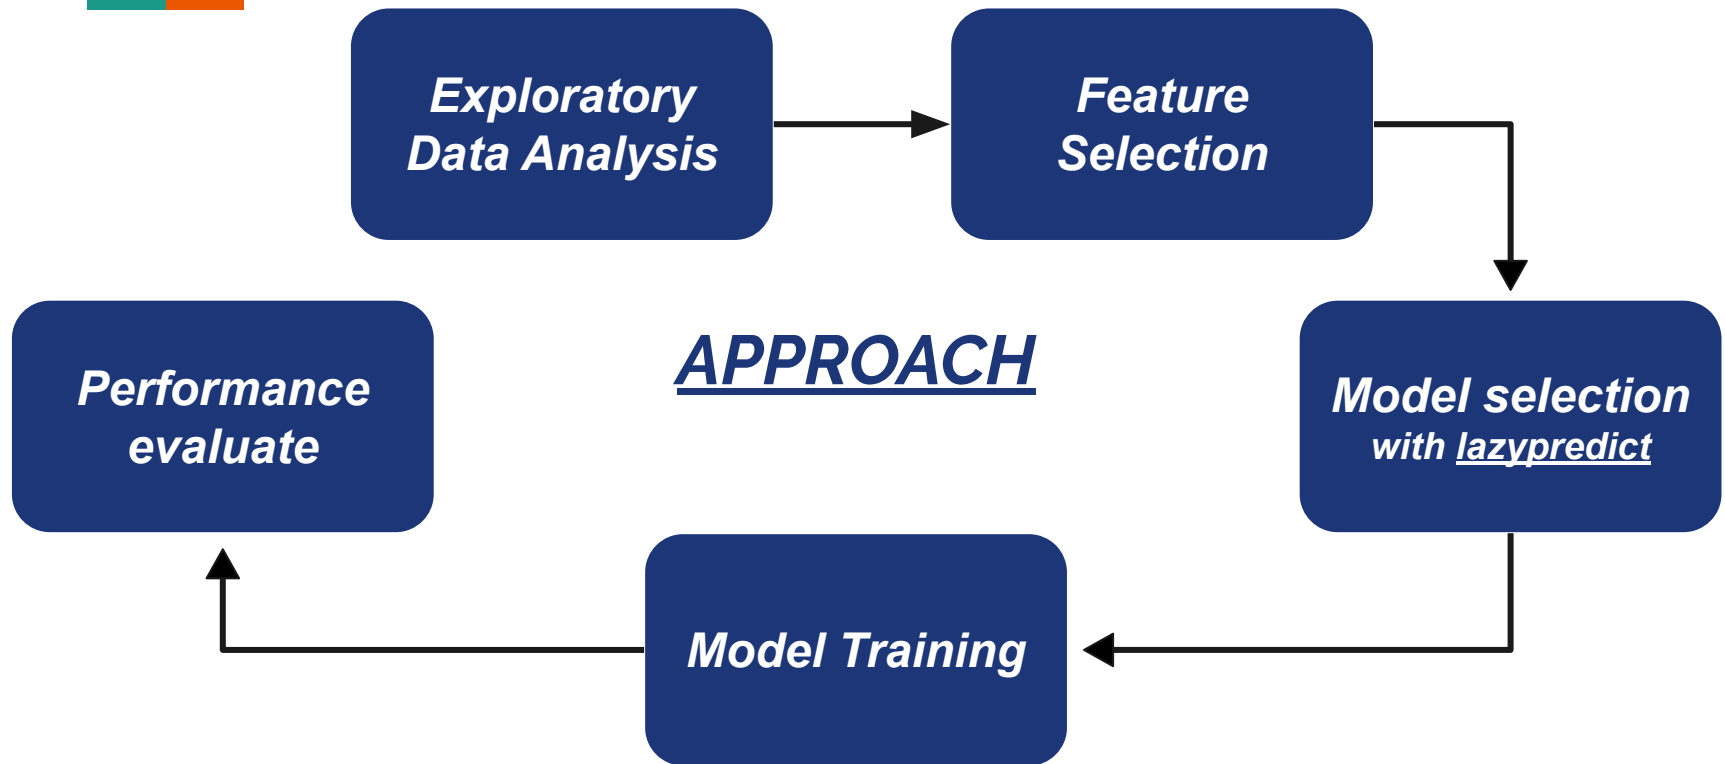 Exploratory
Data Analysis
Feature
Selection
APPROACH
Model selection
with lazypredict
Performance
evaluate
Model Training